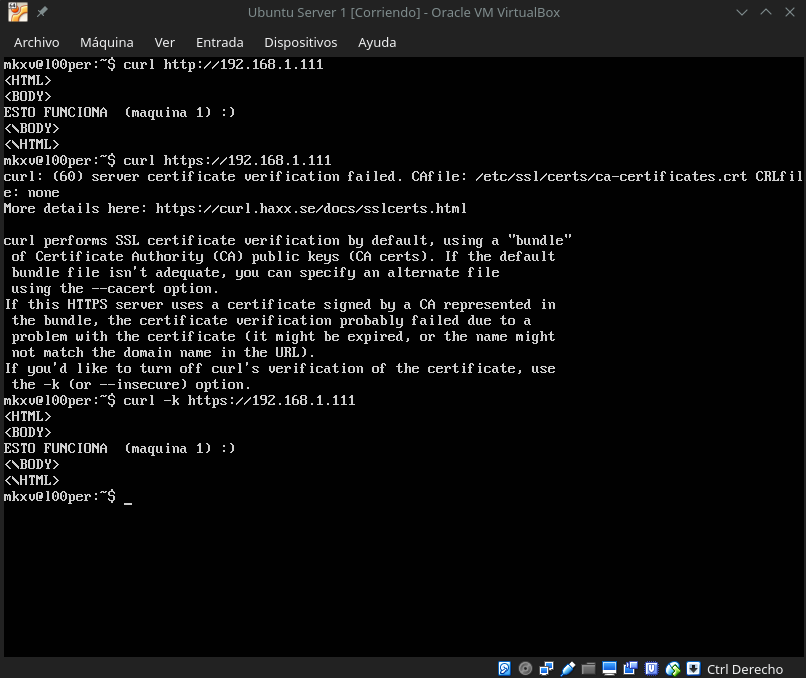 Ubuntu Server 1 [Corriendo] - Oracle VM VirtualBox
Archivo Máquina Ver Entrada Dispositivos Ayuda
mkxv@l00per:~$ curl http://192.168.1.111
<HTML>
<BODY>
ESTO FUNCIONA  (maquina 1) :)
<\BODY>
<\HTML>
mkxv@l00per:~$ curl https://192.168.1.111
curl: (60) server certificate verification failed. CAfile: /etc/ssl/certs/ca-certificates.crt CRLfil
e: none
More details here: https://curl.haxx.se/docs/sslcerts.html
curl performs SSL certificate verification by default, using a "bundle"
 of Certificate Authority (CA) public keys (CA certs). If the default
 bundle file isn't adequate, you can specify an alternate file
 using the --cacert option.
If this HTTPS server uses a certificate signed by a CA represented in
 the bundle, the certificate verification probably failed due to a
 problem with the certificate (it might be expired, or the name might
 not match the domain name in the URL).
If you'd like to turn off curl's verification of the certificate, use
 the -k (or --insecure) option.
mkxv@l00per:~$ curl -k https://192.168.1.111
<HTML>
<BODY>
ESTO FUNCIONA  (maquina 1) :)
<\BODY>
<\HTML>
mkxv@l00per:~$ _
Ctrl Derecho